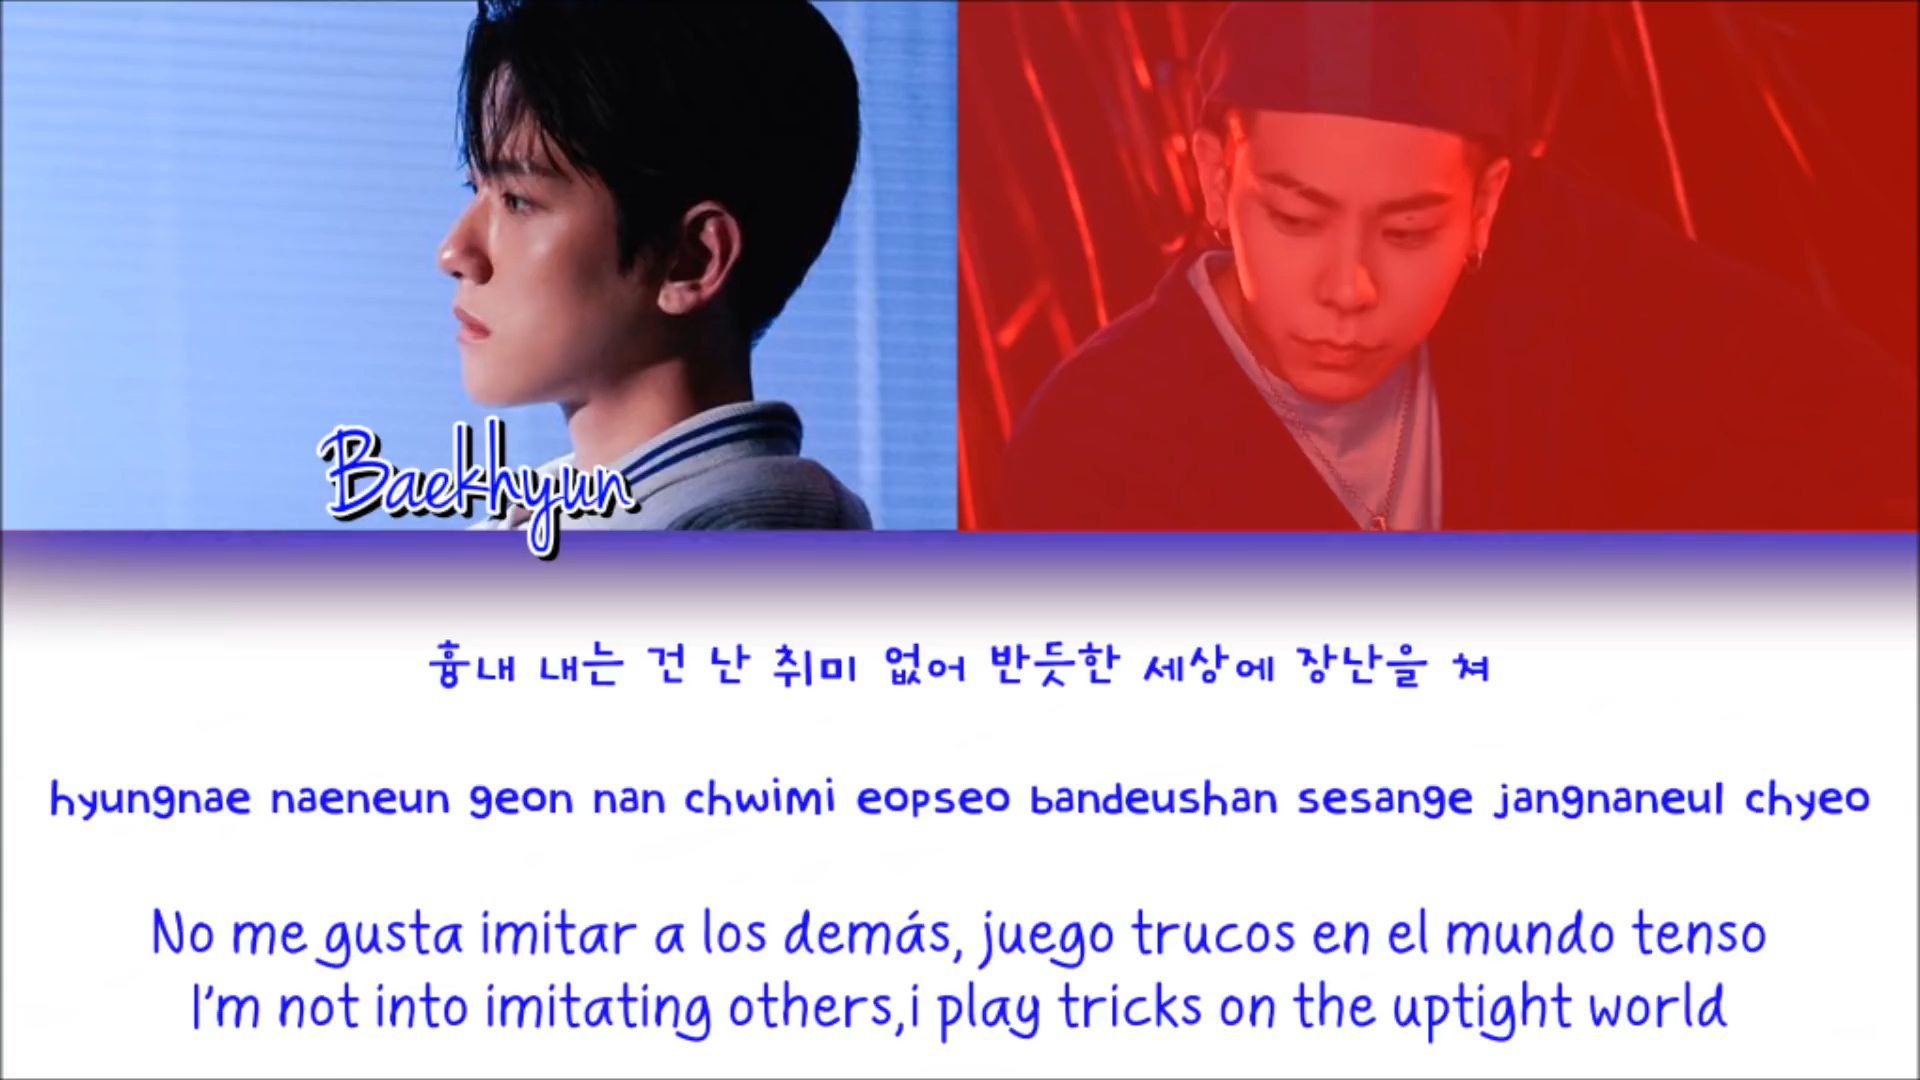 Baekhyun
흉내 내는 건 난 취미 없어 반듯한 세상에 장난을 쳐
hyungnae naeneun geon nan chwimi eopseo bandeushan sesange jangnaneul chyeo
No me gusta imitar a los demás, juego trucos en el mundo tenso
I'm not into imitating others,i play tricks on the uptight world